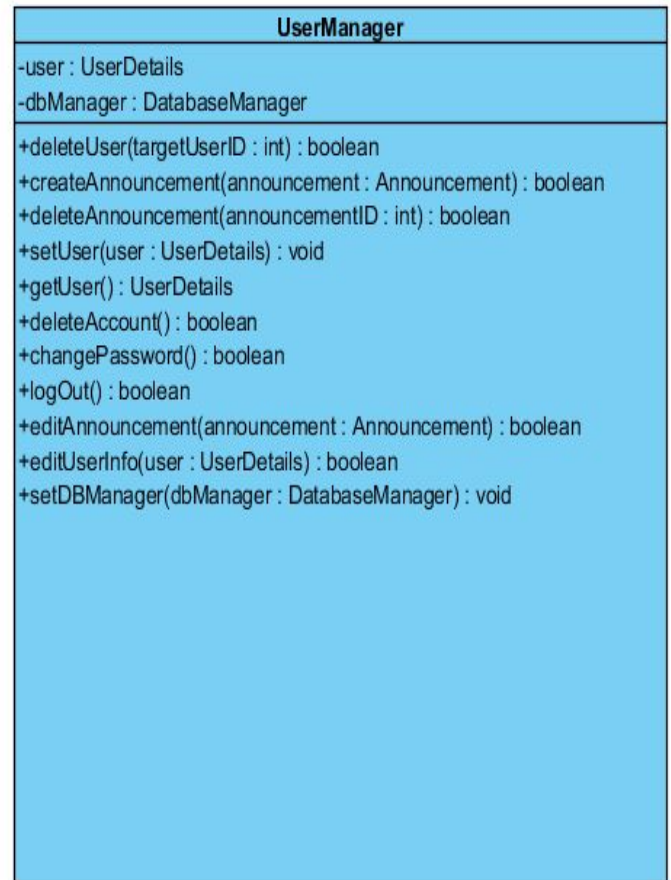 UserManager
-user : UserDetails
-dbManager : DatabaseManager
+deleteUser(targetUserID : int) : boolean
+createAnnouncement(announcement : Announcement) : boolean
+deleteAnnouncement(announcementID : int) : boolean
+setUser(user : UserDetails) : void
+getUser() : UserDetails
+deleteAccount() : boolean
+changePassword() : boolean
+logOut() : boolean
+editAnnouncement(announcement : Announcement) : boolean
+editUserInfo(user : UserDetails) : boolean
+setDBManager(dbManager : DatabaseManager) : void